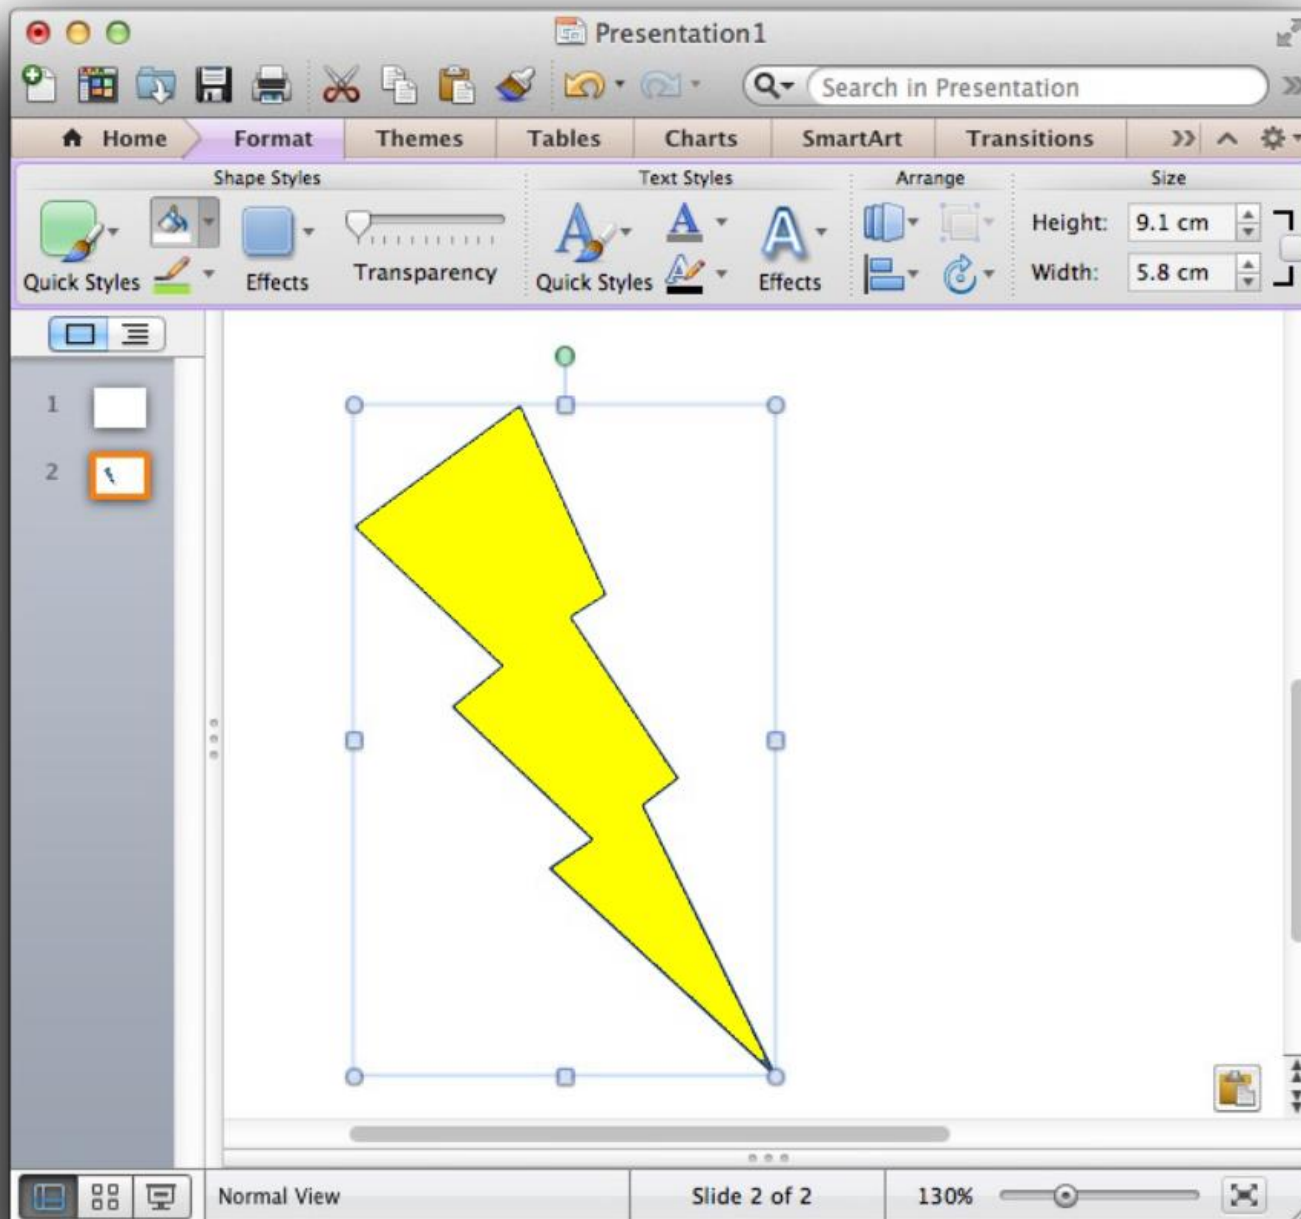 Presentation1
Search in Presentation
Home Format Themes Tables Charts SmartArt Transitions
Shape Styles Text Styles Arrange Size
Height: 9.1 cm
Quick Styles Effects Transparency Quick Styles Effects Width: 5.8 cm
1
2
Normal View Slide 2 of 2 130%